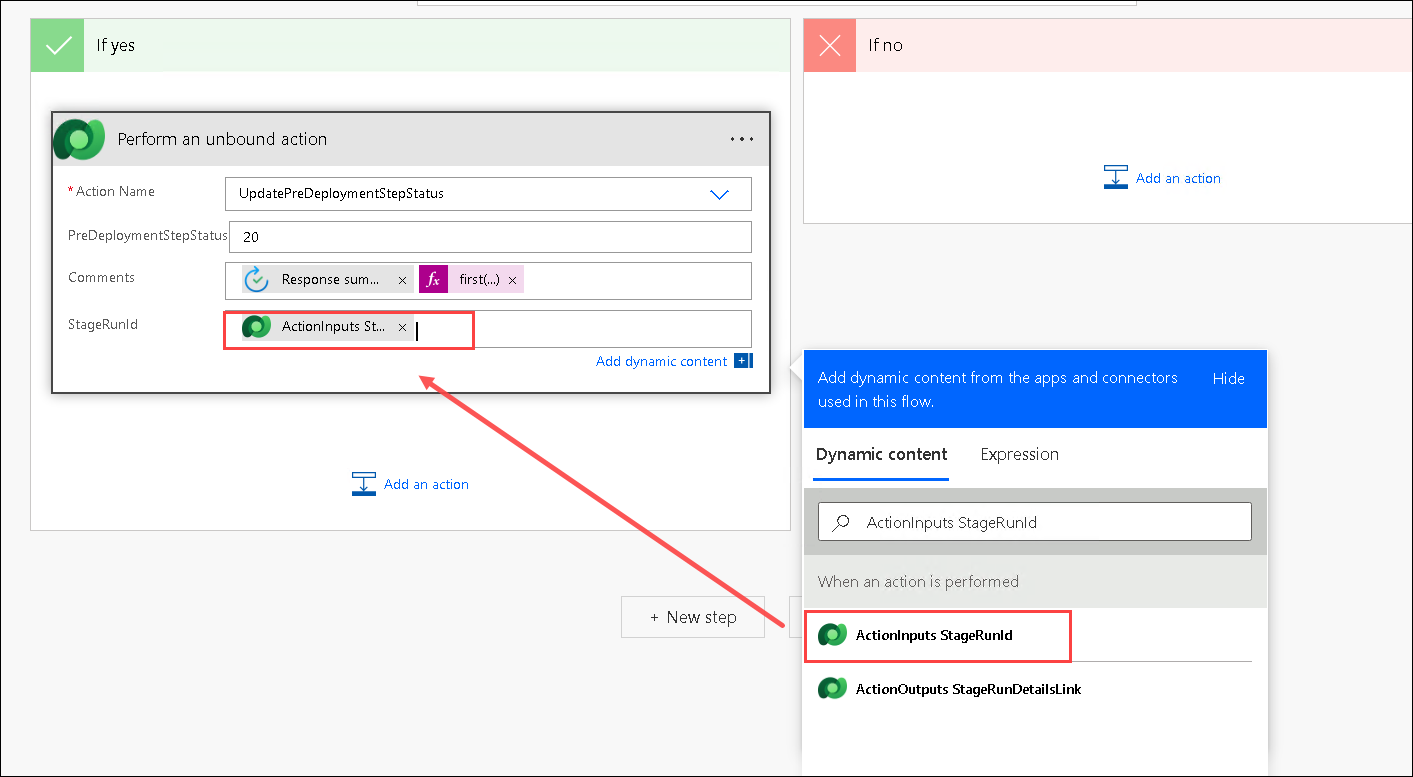 If yes
If no
Perform an unbound action
...
* Action Name
UpdatePreDeploymentStepStatus
PreDeploymentStepStatus
20
Comments
Response sum... ×
fx first(...) ×
StageRunId
ActionInputs St... ×
Add dynamic content
Add an action
Add an action
+ New step
Add dynamic content from the apps and connectors
used in this flow.
Hide
Dynamic content
Expression
ActionInputs StageRunId
When an action is performed
ActionInputs StageRunId
ActionOutputs StageRunDetailsLink